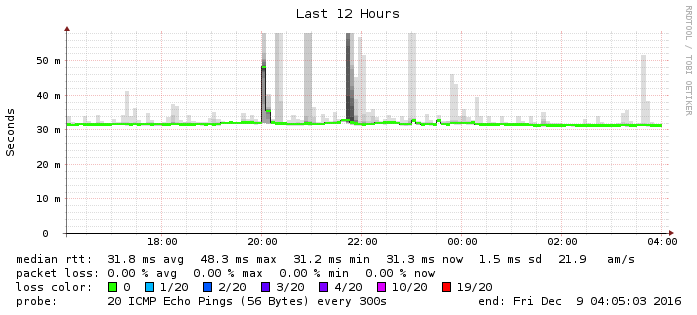 Last 12 Hours
RRDTOOL / TOBI OETIKER
Seconds
50 m
40 m
30 m
20 m
10 m
0
18:00 20:00 22:00 00:00 02:00 04:00
median rtt: 31.8 ms avg 48.3 ms max 31.2 ms min 31.3 ms now 1.5 ms sd 21.9 am/s
packet loss: 0.00 % avg 0.00 % max 0.00 % min 0.00 % now
loss color: 0 1/20 2/20 3/20 4/20 10/20 19/20
probe: 20 ICMP Echo Pings (56 Bytes) every 300s end: Fri Dec 9 04:05:03 2016